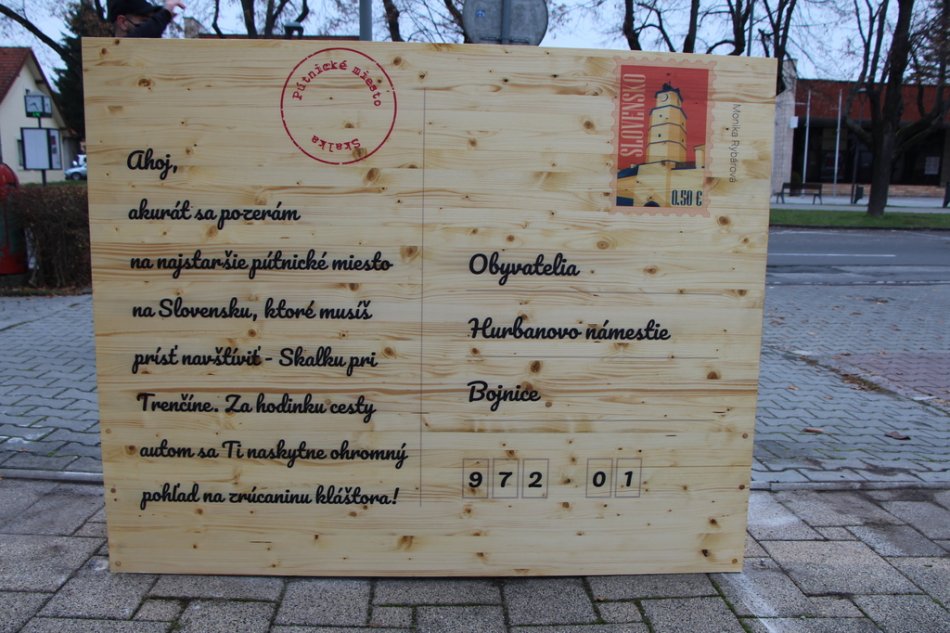 Pútnické miesto
Skalka
Ahoj,
akurát sa pozerám
na najstaršie pútnické miesto
na Slovensku, ktoré musíš
prísť navštíviť - Skalku pri
Trenčíne. Za hodinku cesty
autom sa Ti naskytne ohromný
pohľad na zrúcaninu kláštora!
SLOVENSKO
0.50 €
Monika Rybárová
Obyvatelia
Hurbanovo námestie
Bojnice
972 01